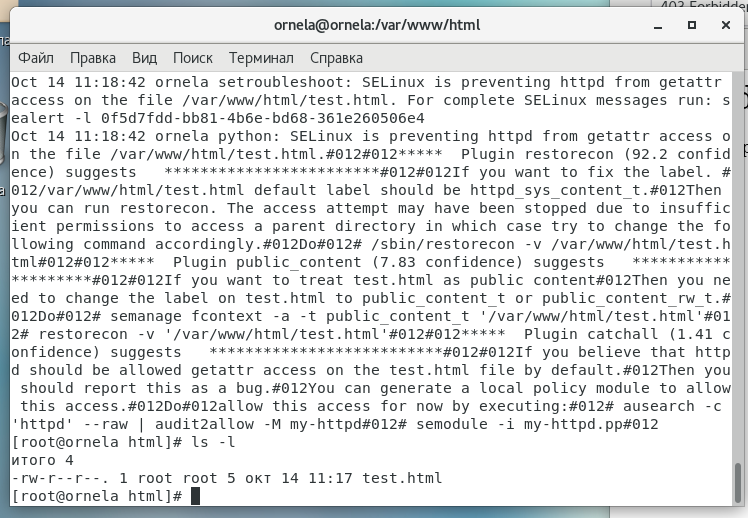 403 Forbidden
ornela@ornela:/var/www/html
Файл Правка Вид Поиск Терминал Справка
Oct 14 11:18:42 ornela setroubleshoot: SELinux is preventing httpd from getattr
access on the file /var/www/html/test.html. For complete SELinux messages run: s
ealert -l 0f5d7fdd-bb81-4b6e-bd68-361e260506e4
Oct 14 11:18:42 ornela python: SELinux is preventing httpd from getattr access o
n the file /var/www/html/test.html.#012#012***** Plugin restorecon (92.2 confid
ence) suggests ************************#012#012If you want to fix the label. #
012/var/www/html/test.html default label should be httpd_sys_content_t.#012Then
you can run restorecon. The access attempt may have been stopped due to insuffic
ient permissions to access a parent directory in which case try to change the fo
llowing command accordingly.#012Do#012# /sbin/restorecon -v /var/www/html/test.h
tml#012#012***** Plugin public_content (7.83 confidence) suggests ***********
*******#012#012If you want to treat test.html as public content#012Then you ne
ed to change the label on test.html to public_content_t or public_content_rw_t.#
012Do#012# semanage fcontext -a -t public_content_t '/var/www/html/test.html'#01
2# restorecon -v '/var/www/html/test.html'#012#012***** Plugin catchall (1.41 c
onfidence) suggests **************************#012#012If you believe that http
d should be allowed getattr access on the test.html file by default.#012Then you
should report this as a bug.#012You can generate a local policy module to allow
this access.#012Do#012allow this access for now by executing:#012# ausearch -c
'httpd' --raw | audit2allow -M my-httpd#012# semodule -i my-httpd.pp#012
[root@ornela html]# ls -l
итого 4
-rw-r--r--. 1 root root 5 окт 14 11:17 test.html
[root@ornela html]#